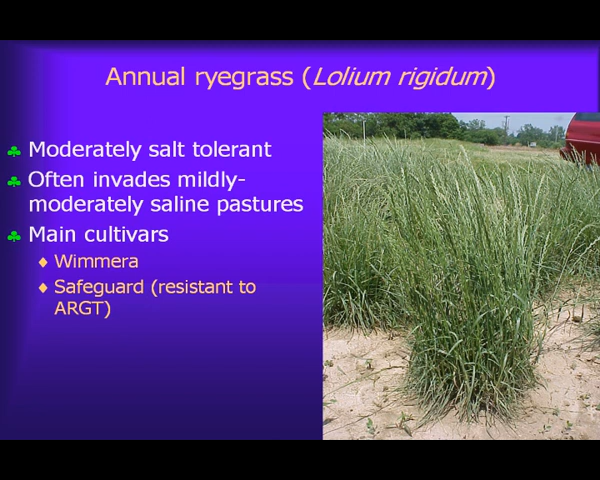 Annual ryegrass (Lolium rigidum)
Moderately salt tolerant
Often invades mildly-
moderately saline pastures
Main cultivars
Wimmera
Safeguard (resistant to
ARGT)